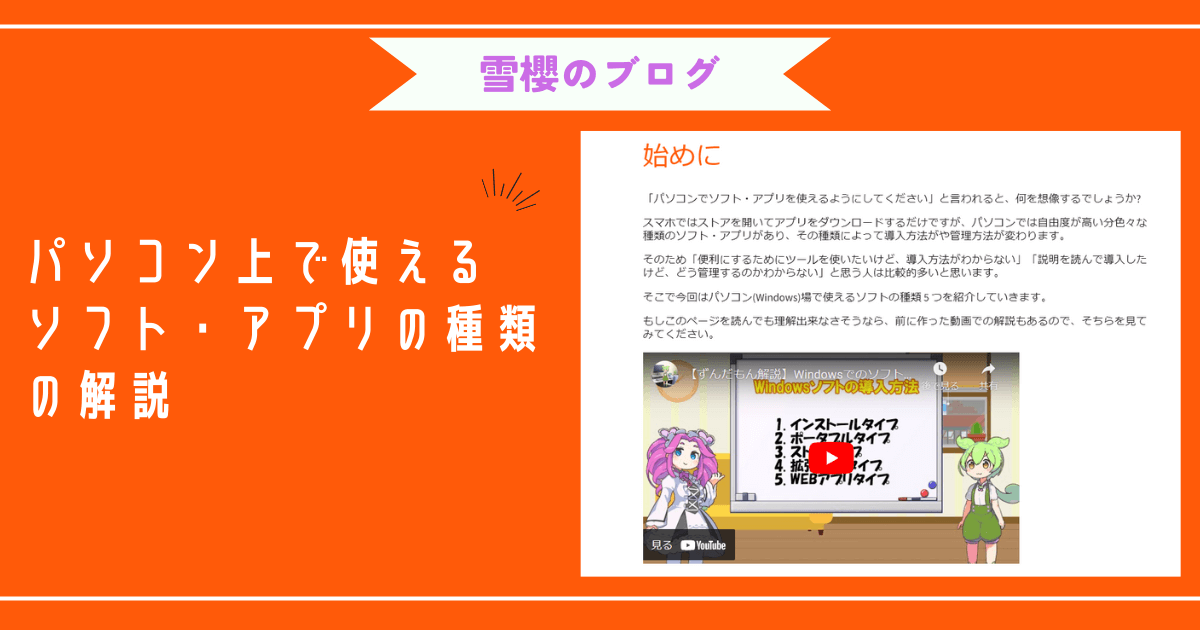 雪櫻のブログ
パソコン上で使える
ソフト・アプリの種類
の解説
始めに
「パソコンでソフト・アプリを使えるようにしてください」と言われると、何を想像するでしょうか?
スマホではストアを開いてアプリをダウンロードするだけですが、パソコンでは自由度が高い分色々な
種類のソフト・アプリがあり、その種類によって導入方法がや管理方法が変わります。
そのため「便利にするためにツールを使いたいけど、導入方法がわからない」「説明を読んで導入した
けど、どう管理するのかわからない」と思う人は比較的多いと思います。
そこで今回はパソコン(Windows)場で使えるソフトの種類５つを紹介していきます。
もしこのページを読んでも理解出来なさそうなら、前に作った動画での解説もあるので、そちらを見て
みてください。
【ずんだもん解説】Windowsでのソフト...
後で見る
共有
Windowsソフトの導入方法
1. インストールタイプ
2. ポータブルタイプ
3. スト
4. 拡
タイプ
5. WEBアプリタイプ
見る YouTube